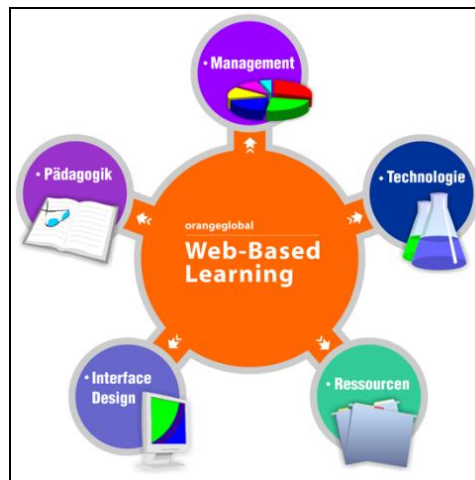 • Management
• Pädagogik
• Technologie
orangeglobal
Web-Based
Learning
• Interface
Design
• Ressourcen